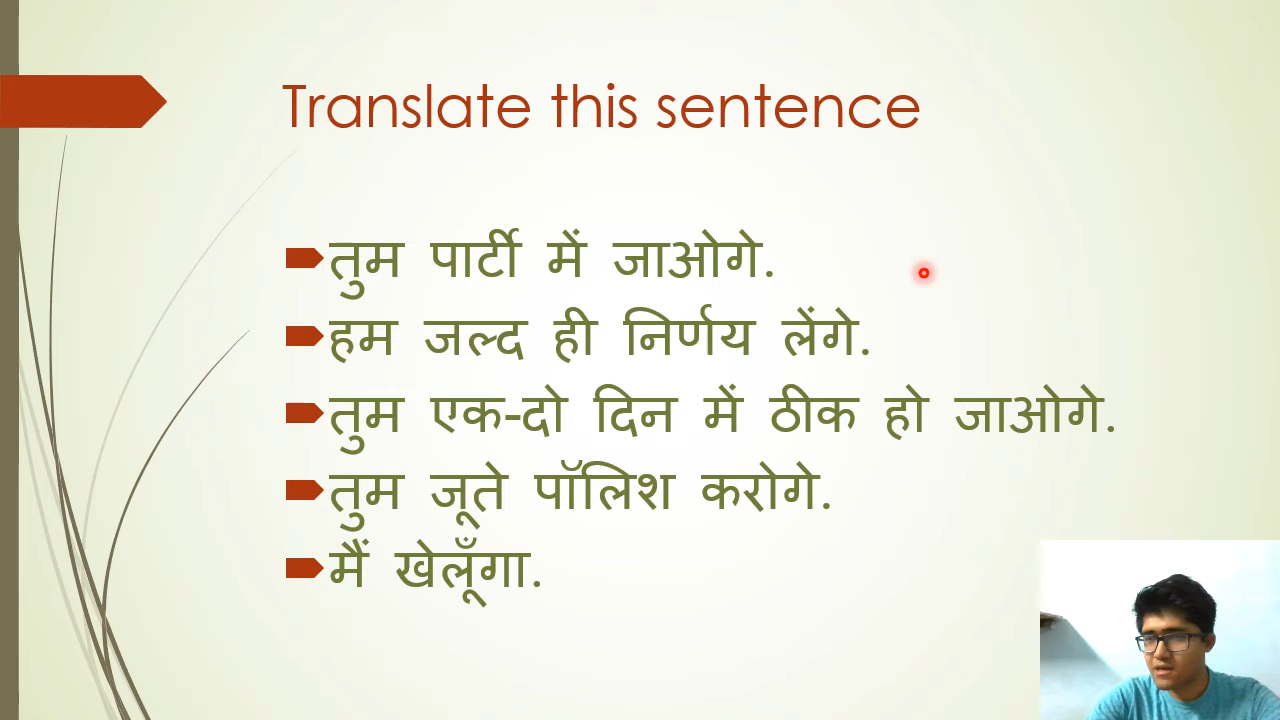 Translate this sentence
तुम पार्टी में जाओगे.
हम जल्द ही निर्णय लेंगे.
तुम एक-दो दिन में ठीक हो जाओगे.
तुम जूते पॉलिश करोगे.
मैं खेलूँगा.